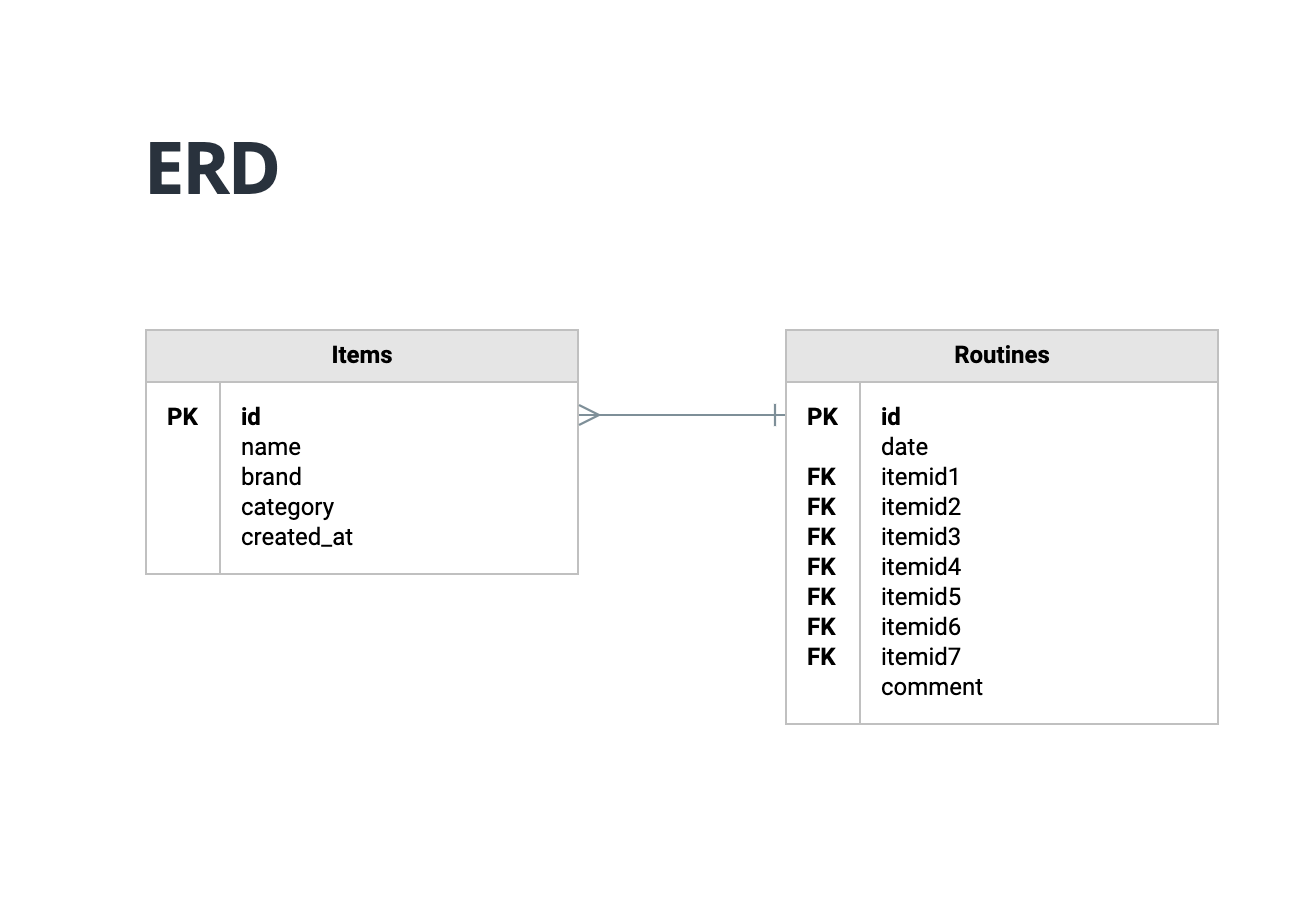 ERD
Items
PK id
name
brand
category
created_at
Routines
PK id
date
FK itemid1
FK itemid2
FK itemid3
FK itemid4
FK itemid5
FK itemid6
FK itemid7
comment